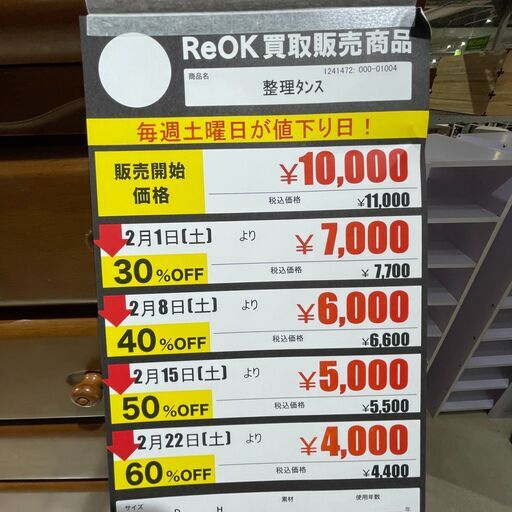 ReOK 買取販売商品
1241472: 000-01004
商品名
整理タンス
毎週土曜日が値下り日！
販売開始
価格
¥10,000
税込価格 ¥11,000
2月1日(土) より
30%OFF
¥7,000
税込価格 ¥7,700
2月8日(土) より
40%OFF
¥6,000
税込価格 ¥6,600
2月15日(土) より
50%OFF
¥5,000
税込価格 ¥5,500
2月22日(土) より
60%OFF
¥4,000
税込価格 ¥4,400
サイズ D H 素材 使用年数
年